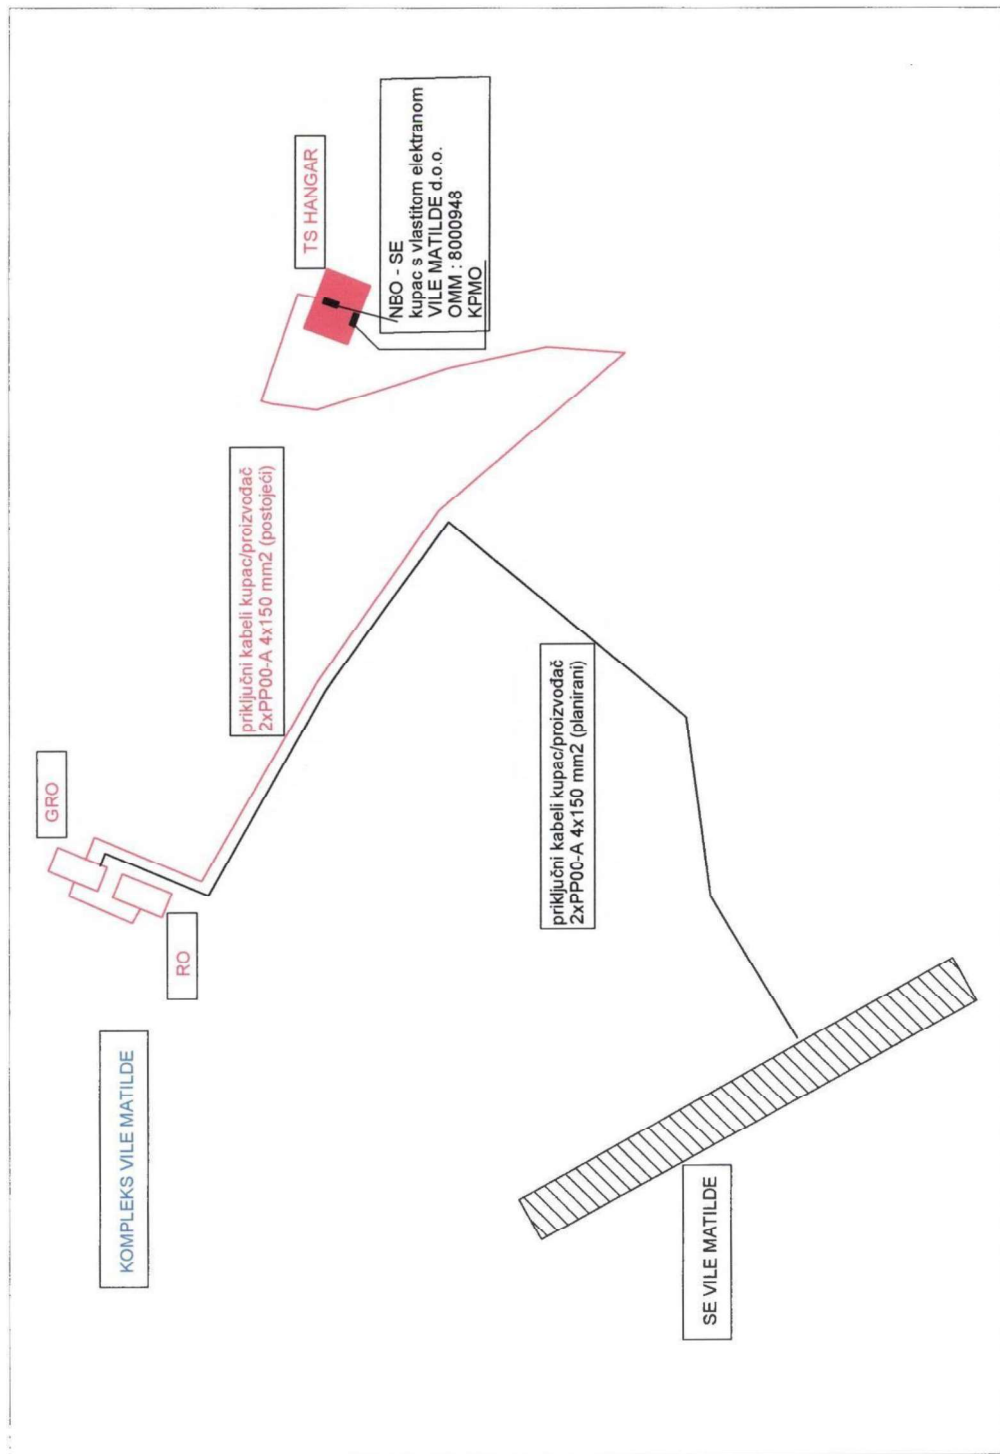 KOMPLEKS VILE MATILDE
GRO
RO
priključni kabeli kupac/proizvođač
2xPP00-A 4x150 mm2 (postojeći)
TS HANGAR
NBO - SE
kupac s vlastitom elektranom
VILE MATILDE d.o.o.
OMM : 8000948
KPMO
priključni kabeli kupac/proizvođač
2xPP00-A 4x150 mm2 (planirani)
SE VILE MATILDE